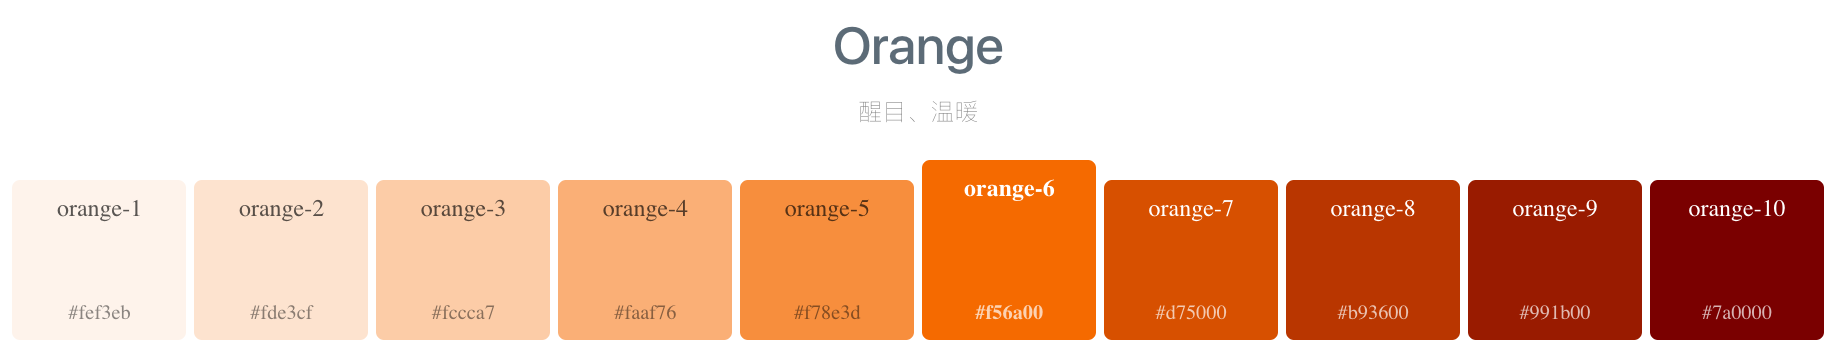 Orange
醒目、温暖
orange-1 orange-2 orange-3 orange-4 orange-5 orange-6 orange-7 orange-8 orange-9 orange-10
#fef3eb #fde3cf #fccca7 #faaf76 #f78e3d #f56a00 #d75000 #b93600 #991b00 #7a0000